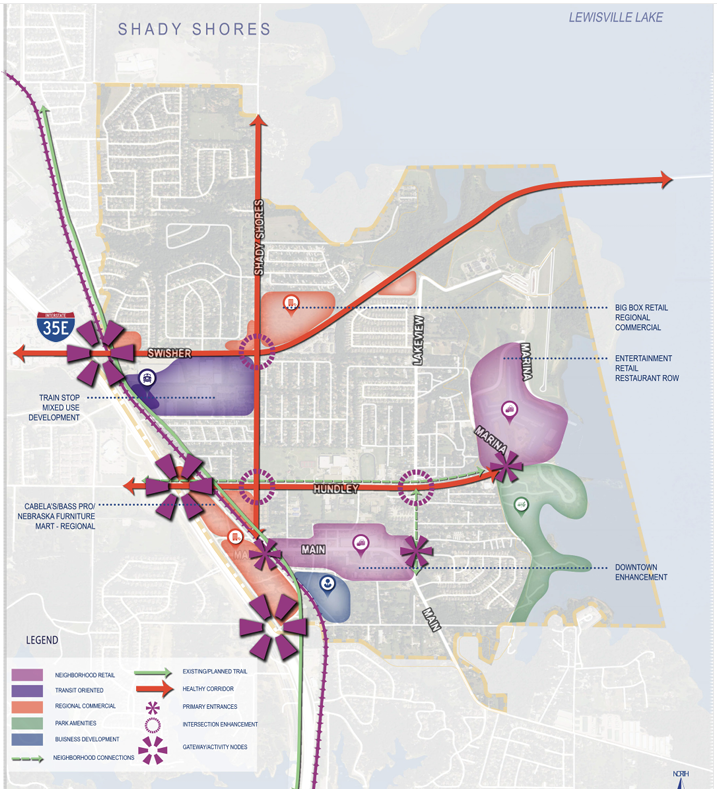 SHADY SHORES
LEWISVILLE LAKE
SHADY SHORES
INTERSTATE
35E
SWISHER
LAKEVIEW
MARINA
BIG BOX RETAIL
REGIONAL
COMMERCIAL
ENTERTAINMENT
RETAIL
RESTAURANT ROW
TRAIN STOP
MIXED USE
DEVELOPMENT
MARINA
HUNDLEY
CABELA'S/BASS PRO/
NEBRASKA FURNITURE
MART - REGIONAL
MAIN
DOWNTOWN
ENHANCEMENT
MAIN
LEGEND
NEIGHBORHOOD RETAIL
TRANSIT ORIENTED
REGIONAL COMMERCIAL
PARK AMENITIES
BUISNESS DEVELOPMENT
NEIGHBORHOOD CONNECTIONS
EXISTING/PLANNED TRAIL
HEALTHY CORRIDOR
PRIMARY ENTRANCES
INTERSECTION ENHANCEMENT
GATEWAY/ACTIVITY NODES
NORTH